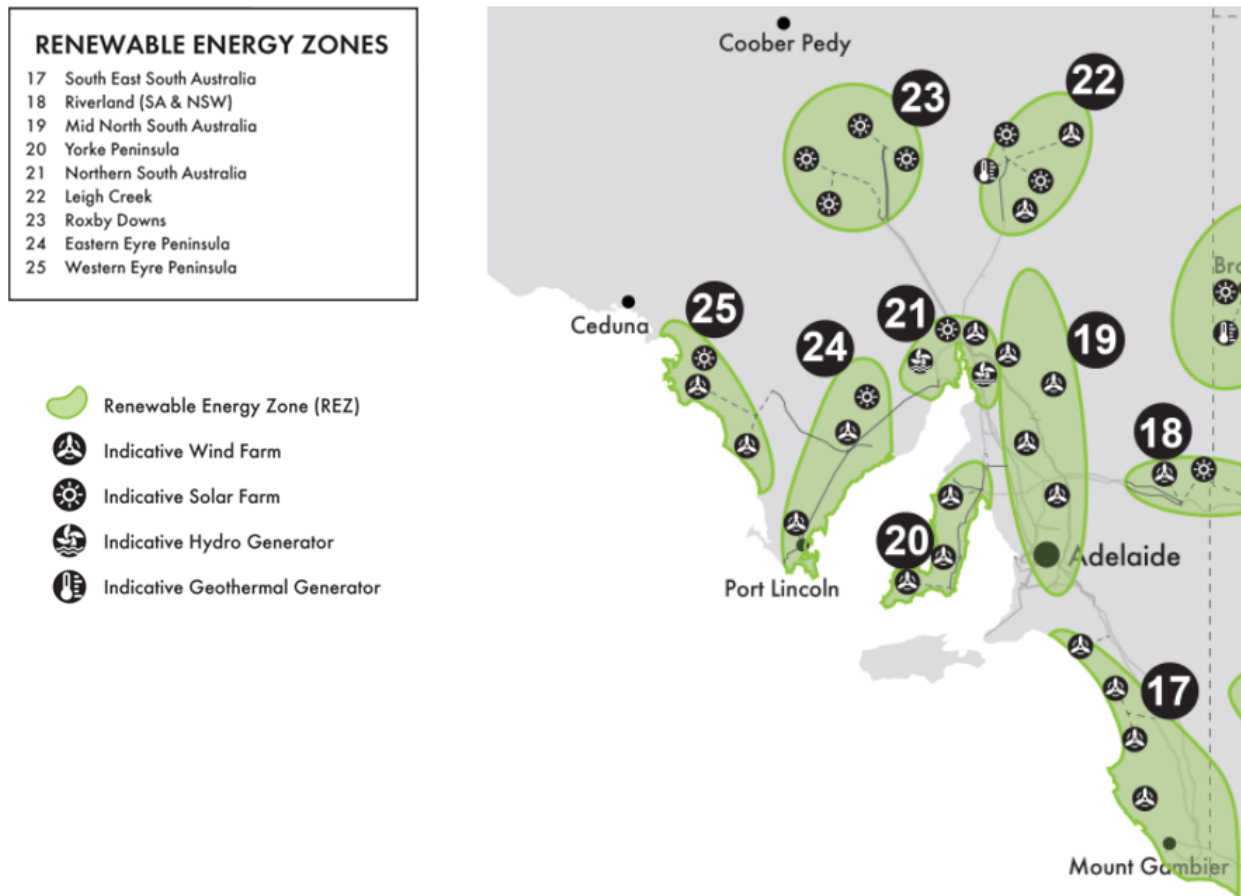 RENEWABLE ENERGY ZONES
17 South East South Australia
18 Riverland (SA & NSW)
19 Mid North South Australia
20 Yorke Peninsula
21 Northern South Australia
22 Leigh Creek
23 Roxby Downs
24 Eastern Eyre Peninsula
25 Western Eyre Peninsula
Renewable Energy Zone (REZ)
Indicative Wind Farm
Indicative Solar Farm
Indicative Hydro Generator
Indicative Geothermal Generator
Coober Pedy
22
23
Ceduna
25
21
24
19
18
20
Adelaide
Port Lincoln
17
Mount Gambier